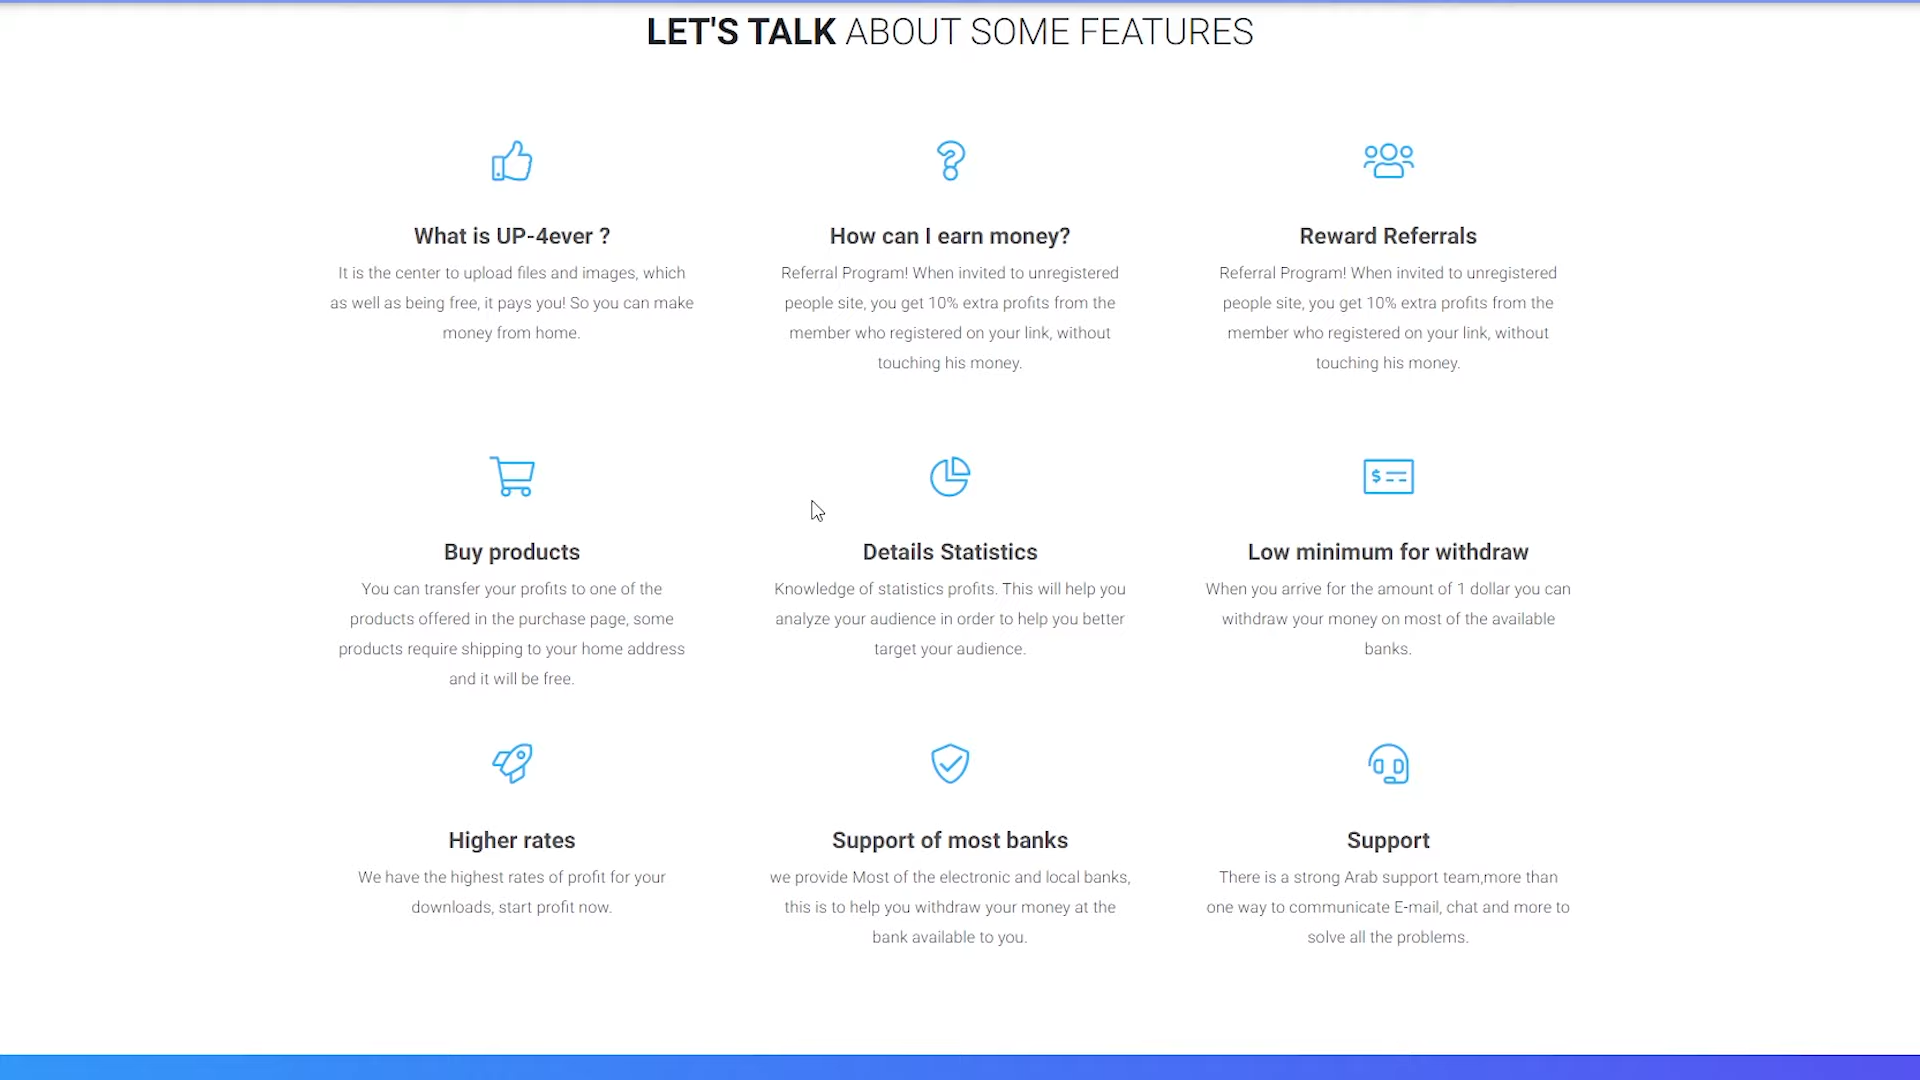 LET'S TALK ABOUT SOME FEATURES
What is UP-4ever ?
It is the center to upload files and images, which
as well as being free, it pays you! So you can make
money from home.
How can I earn money?
Referral Program! When invited to unregistered
people site, you get 10% extra profits from the
member who registered on your link, without
touching his money.
Reward Referrals
Referral Program! When invited to unregistered
people site, you get 10% extra profits from the
member who registered on your link, without
touching his money.
Buy products
You can transfer your profits to one of the
products offered in the purchase page, some
products require shipping to your home address
and it will be free.
Details Statistics
Knowledge of statistics profits. This will help you
analyze your audience in order to help you better
target your audience.
$
Low minimum for withdraw
When you arrive for the amount of 1 dollar you can
withdraw your money on most of the available
banks.
Higher rates
We have the highest rates of profit for your
downloads, start profit now.
Support of most banks
we provide Most of the electronic and local banks,
this is to help you withdraw your money at the
bank available to you.
Support
There is a strong Arab support team,more than
one way to communicate E-mail, chat and more to
solve all the problems.